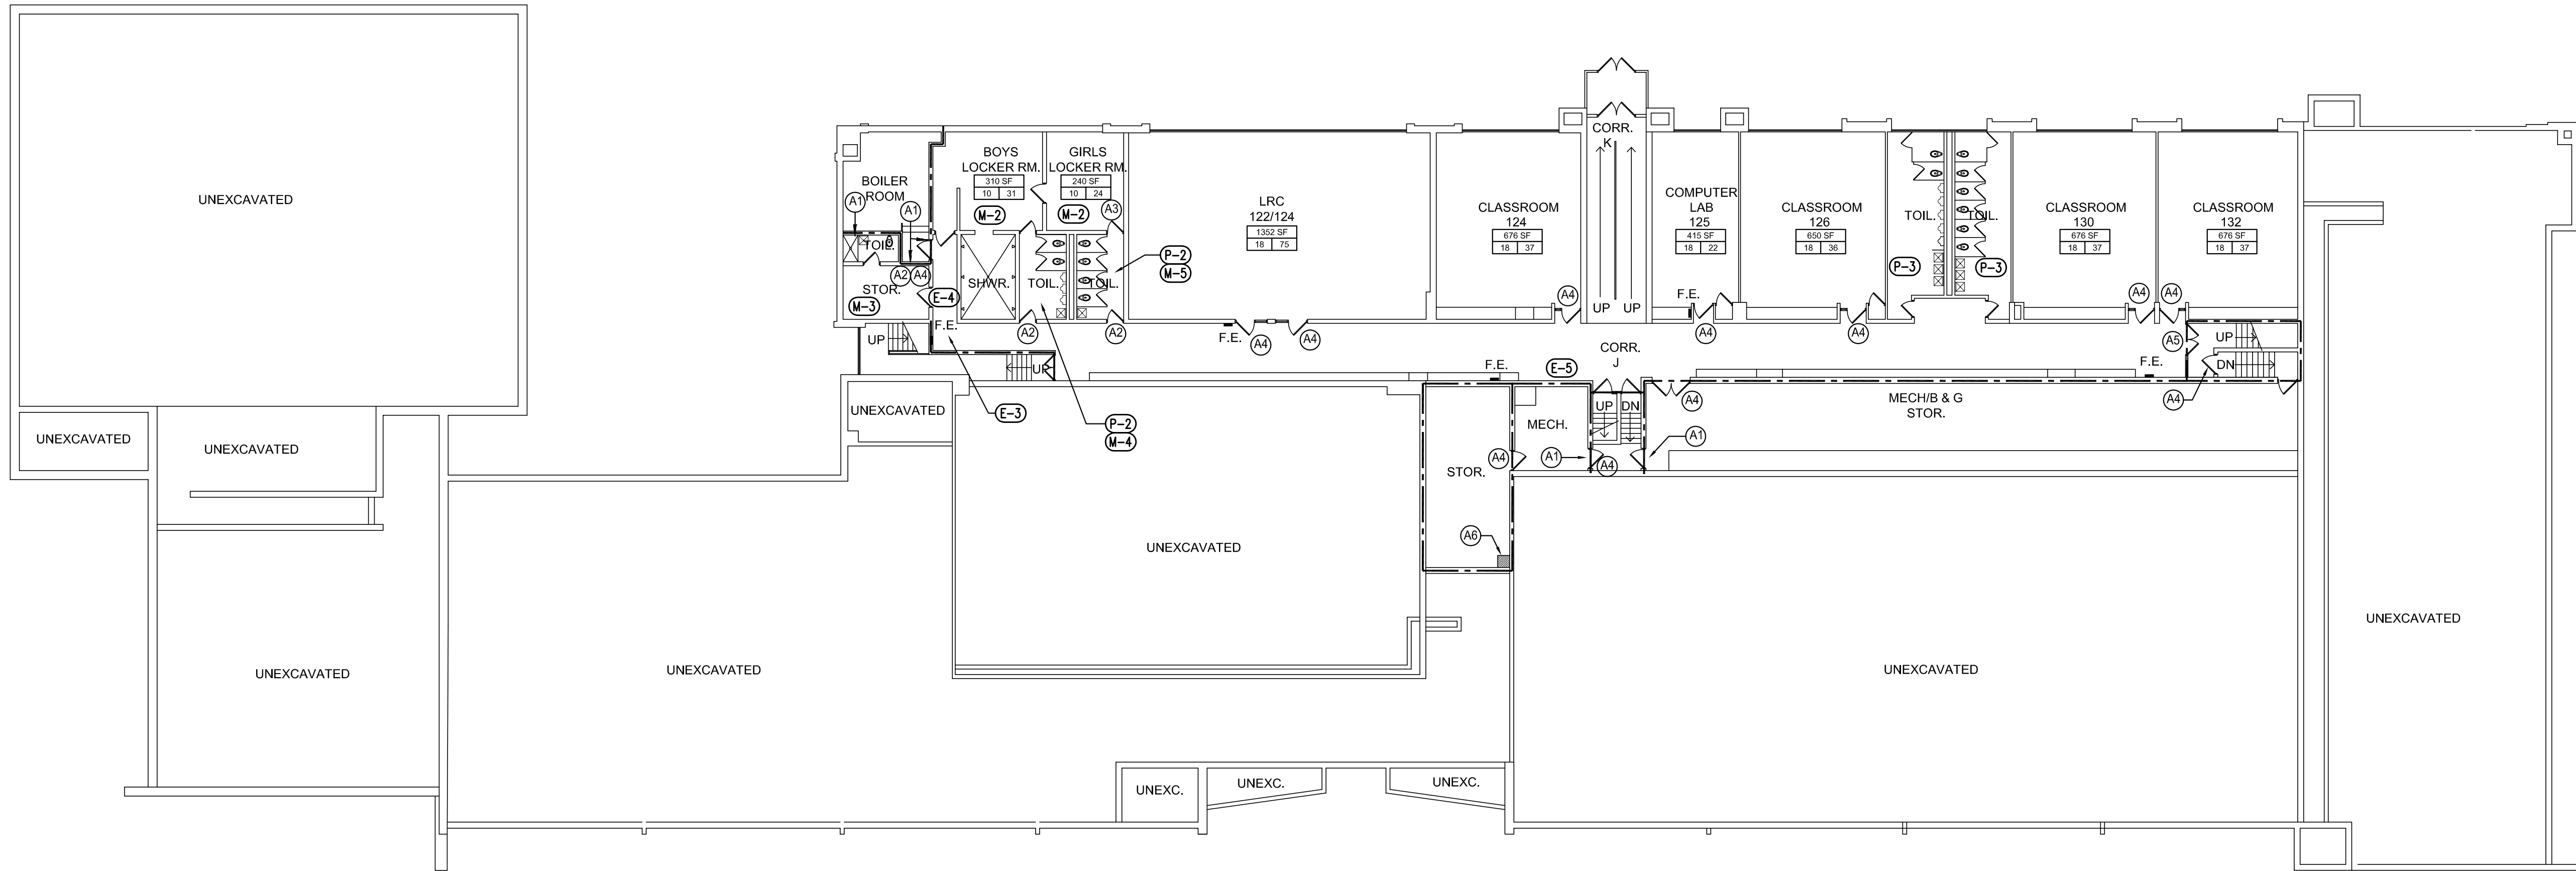 UNEXCAVATED
UNEXCAVATED
UNEXCAVATED
UNEXCAVATED
UNEXCAVATED
BOILER
ROOM
A1
A1
TOIL.
A2
A4
STOR.
M-3
E-4
F.E.
UP
UP
BOYS
LOCKER RM.
310 SF
10
31
M-2
GIRLS
LOCKER RM.
240 SF
10
24
M-2
A3
SHWR.
TOIL.
TOIL.
A2
A2
P-2
M-5
LRC
122/124
1352 SF
18
75
F.E.
A4
A4
CLASSROOM
124
676 SF
18
37
A4
CORR.
K
UP
UP
COMPUTER
LAB
125
415 SF
18
22
F.E.
A4
CLASSROOM
126
650 SF
18
36
A4
TOIL.
TOIL.
P-3
P-3
CLASSROOM
130
676 SF
18
37
A4
CLASSROOM
132
676 SF
18
37
A4
A5
UP
DN
F.E.
A4
CORR.
J
F.E.
E-5
UNEXCAVATED
E-3
P-2
M-4
MECH.
UP
DN
A4
A1
A4
A1
A4
MECH/B & G
STOR.
STOR.
A6
UNEXCAVATED
UNEXCAVATED
UNEXCAVATED
UNEXC.
UNEXC.
UNEXC.